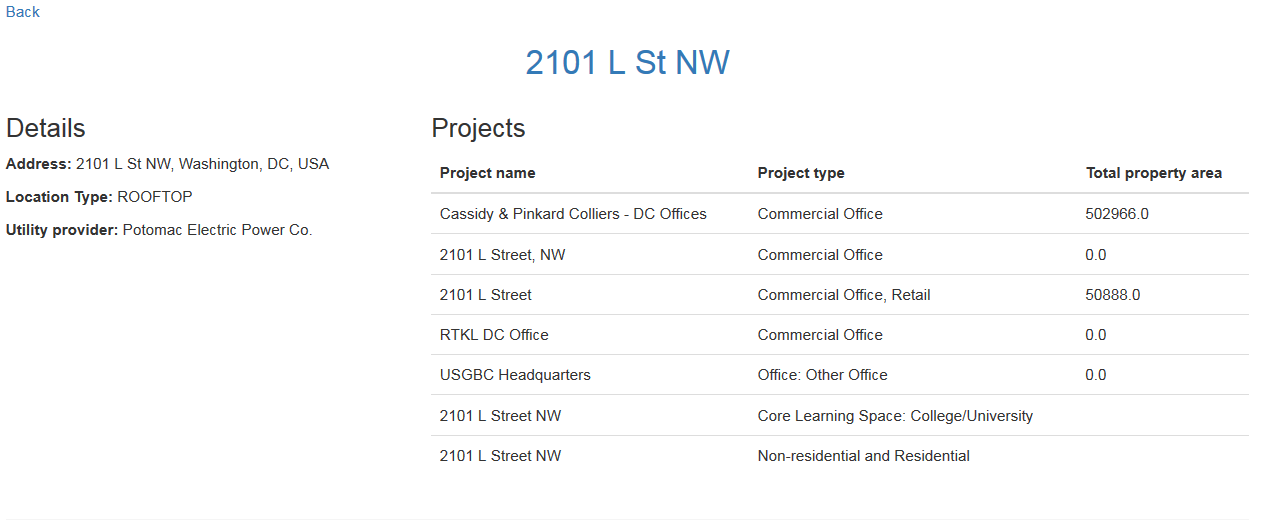 Back
2101 L St NW
Details
Address: 2101 L St NW, Washington, DC, USA
Location Type: ROOFTOP
Utility provider: Potomac Electric Power Co.
Projects
Project name Project type Total property area
Cassidy & Pinkard Colliers - DC Offices Commercial Office 502966.0
2101 L Street, NW Commercial Office 0.0
2101 L Street Commercial Office, Retail 50888.0
RTKL DC Office Commercial Office 0.0
USGBC Headquarters Office: Other Office 0.0
2101 L Street NW Core Learning Space: College/University
2101 L Street NW Non-residential and Residential